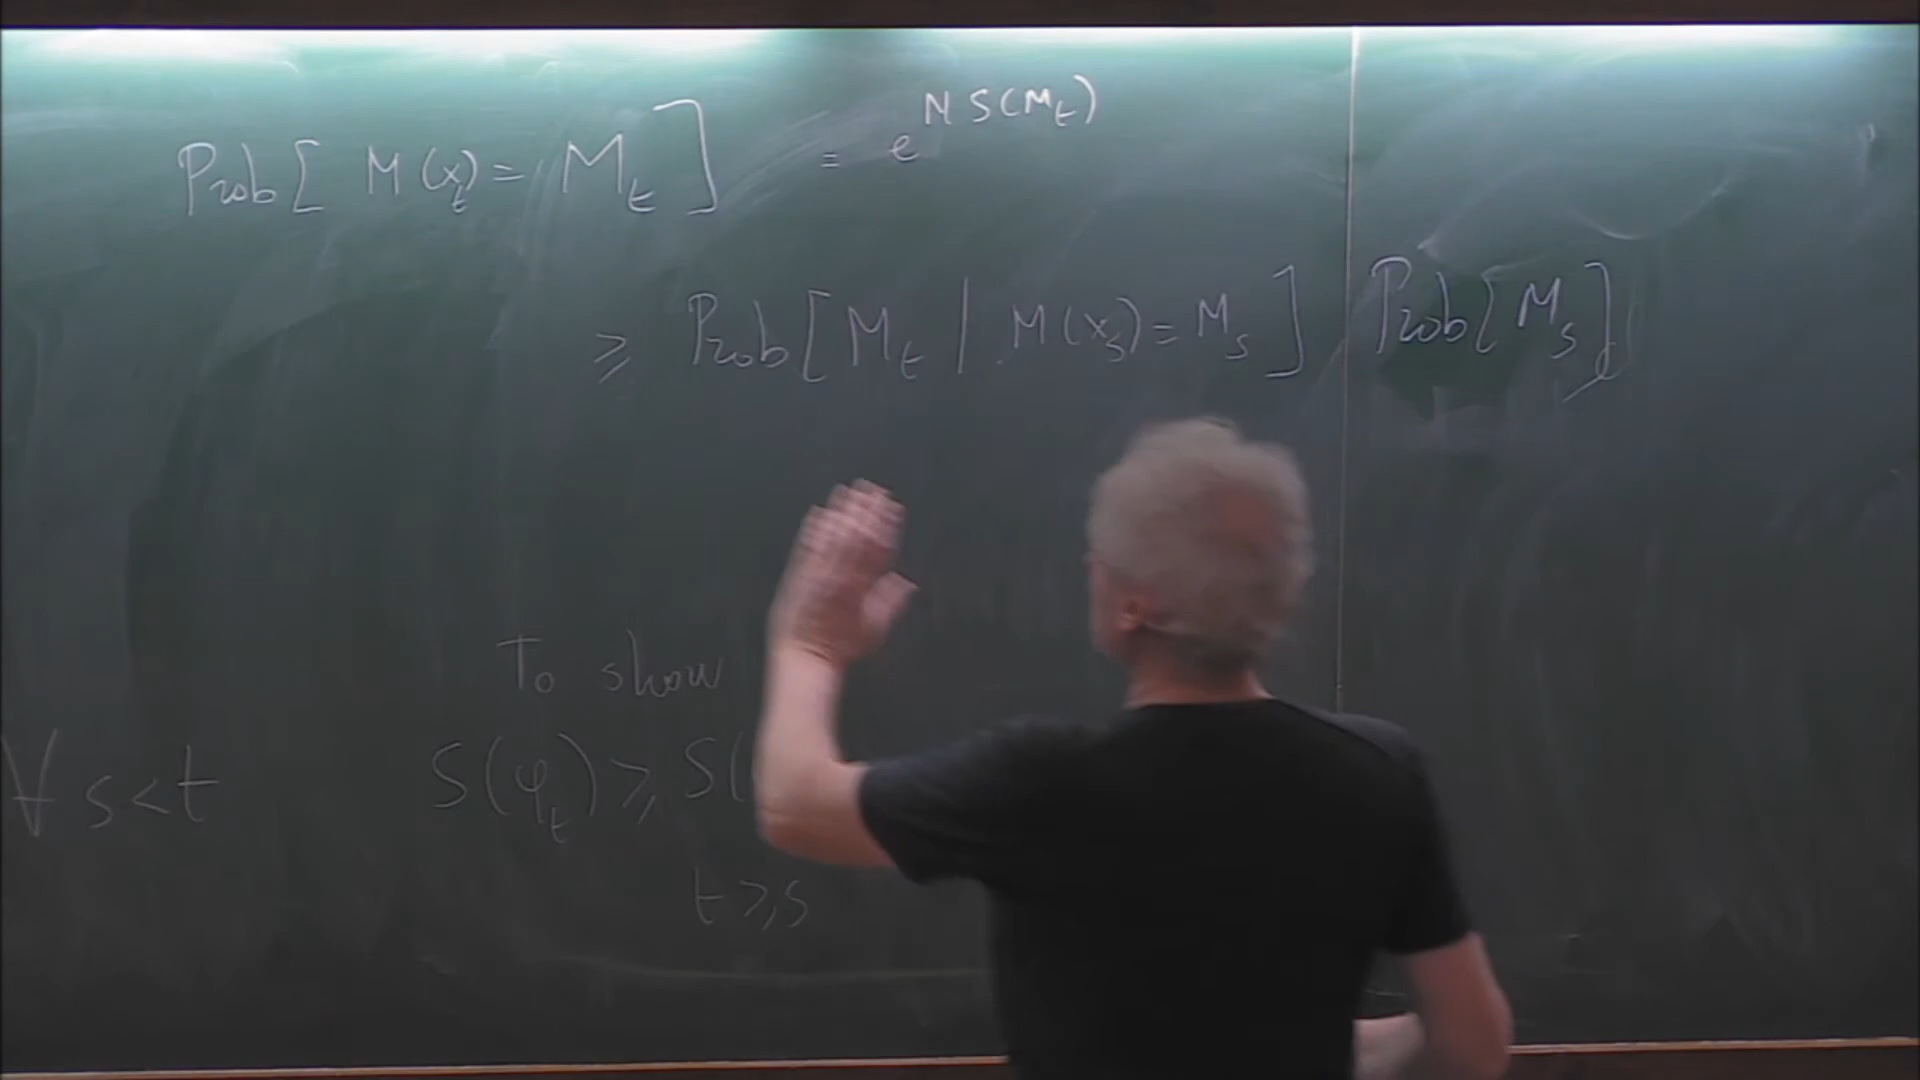 Prob[ M(x_t) = M_t ] = e^{N S(M_t)}
≥ Prob[ M_t | M(x_s) = M_s ] Prob[M_s]
To show
∀ s<t S(φ_t) ≥ S(
t ≥ s